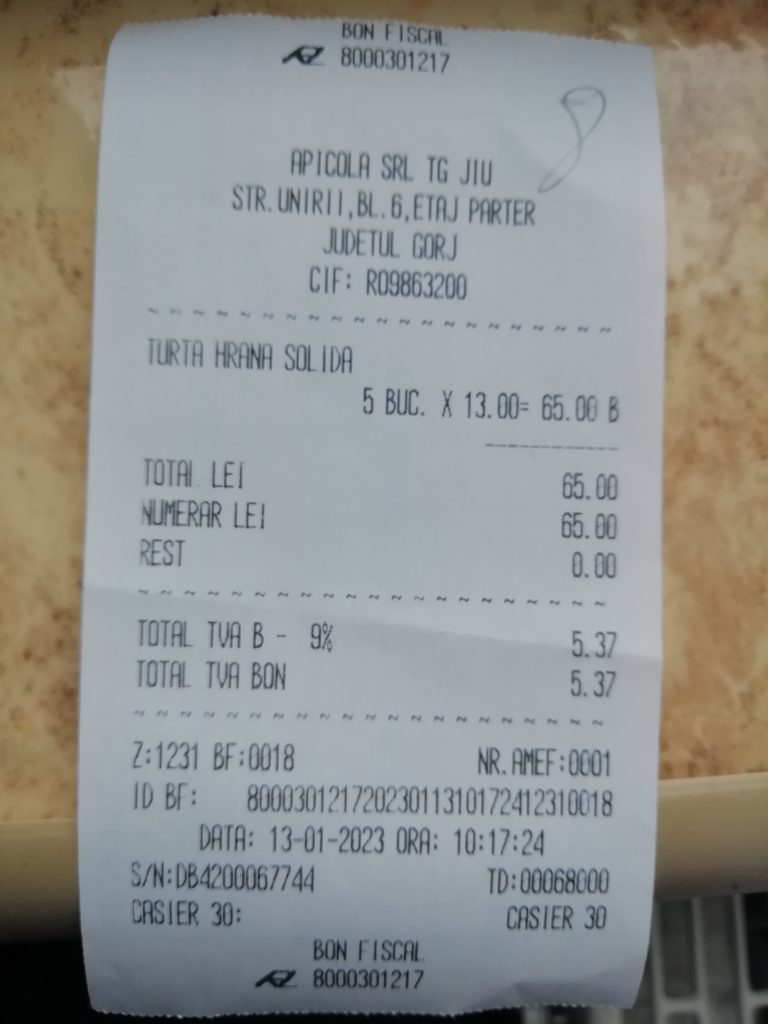 BON FISCAL
8000301217
8
APICOLA SRL TG JIU
STR.UNIRII,BL.6,ETAJ PARTER
JUDETUL GORJ
CIF: RO9863200
TURTA HRANA SOLIDA
5 BUC. X 13.00= 65.00 B
TOTAL LEI 65.00
NUMERAR LEI 65.00
REST 0.00
TOTAL TVA B - 9% 5.37
TOTAL TVA BON 5.37
Z:1231 BF:0018 NR.AMEF:0001
ID BF: 80003012172023011310172412310018
DATA: 13-01-2023 ORA: 10:17:24
S/N:DB4200067744 TD:00068000
CASIER 30: CASIER 30
BON FISCAL
8000301217